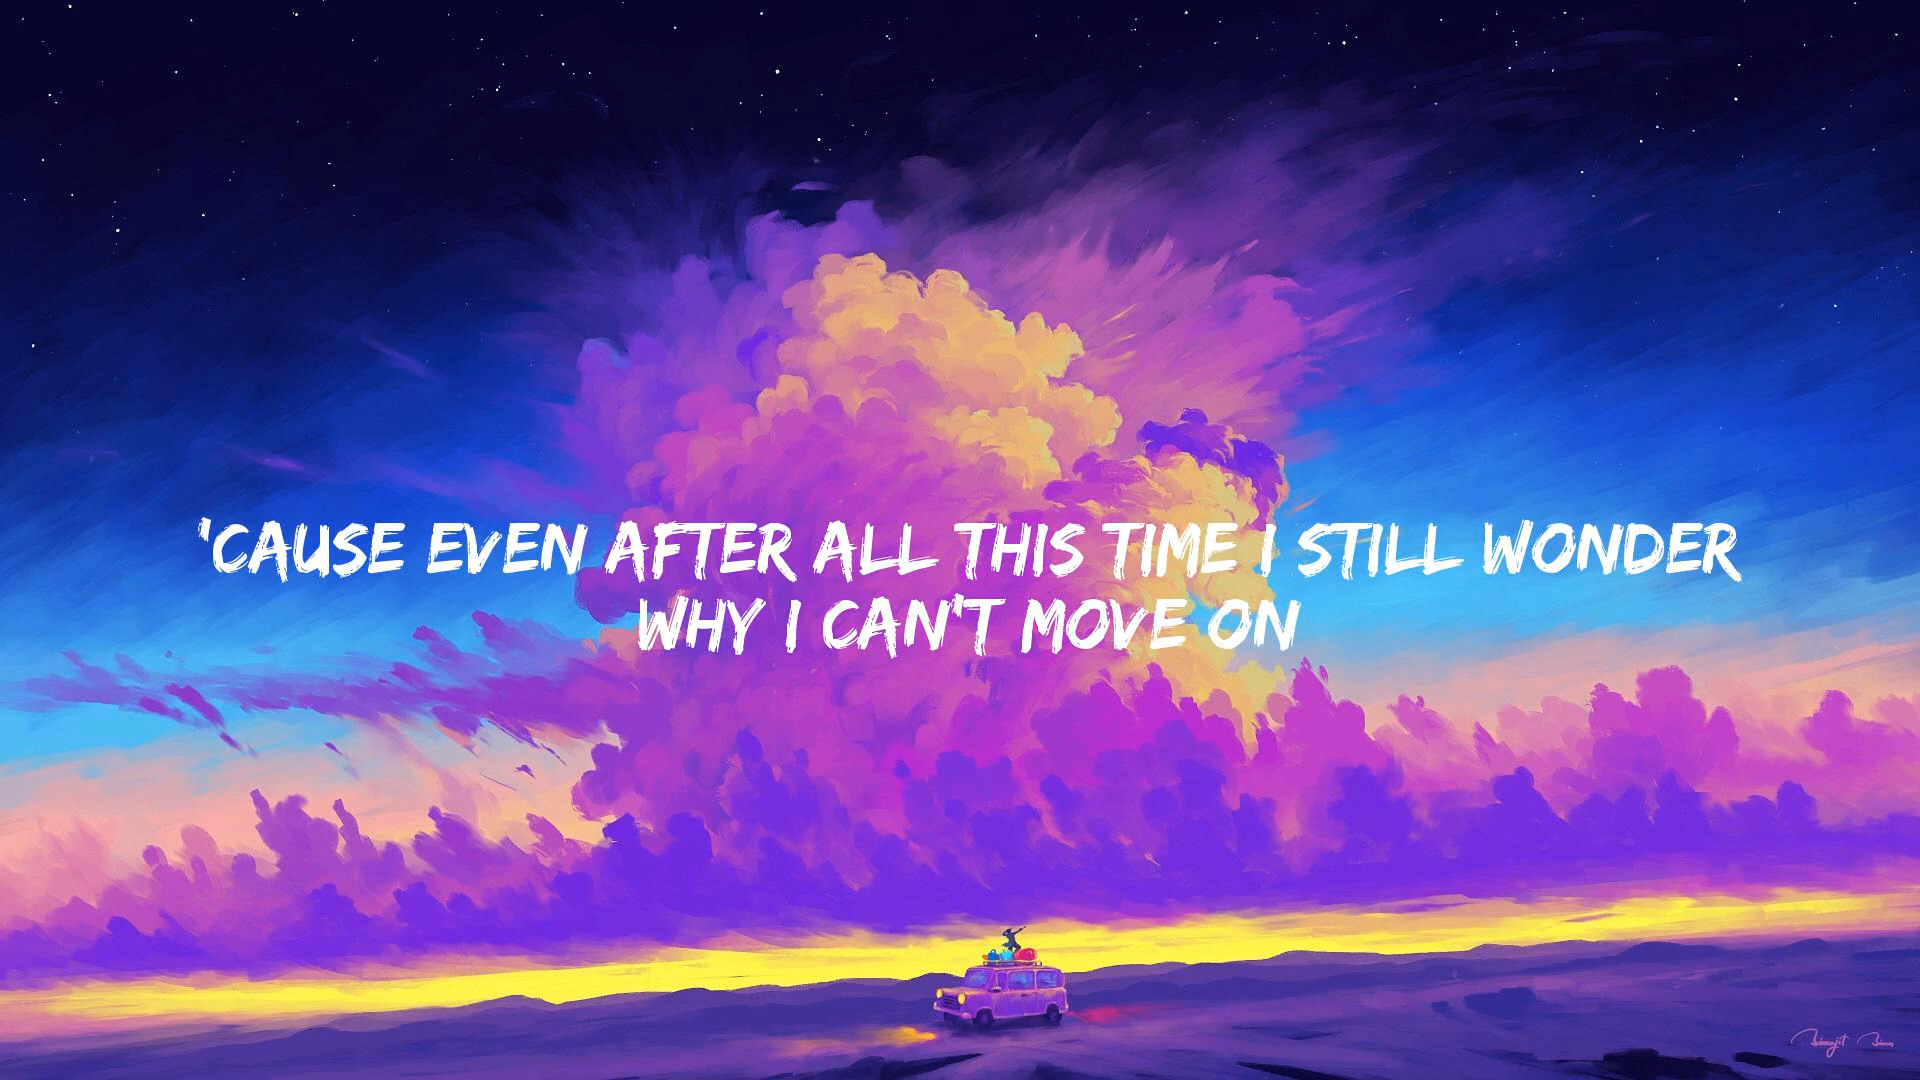 'CAUSE EVEN AFTER ALL THIS TIME I STILL WONDER
WHY I CAN'T MOVE ON